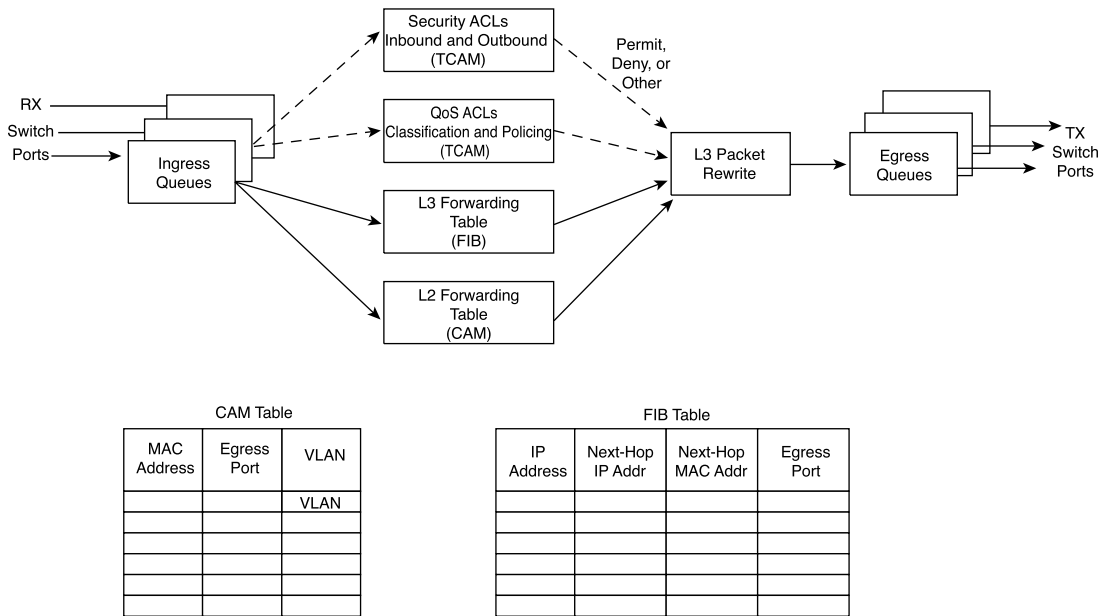 Security ACLs
Inbound and Outbound
(TCAM)
Permit,
Deny, or
Other
RX
Switch
Ports
Ingress
Queues
QoS ACLs
Classification and Policing
(TCAM)
L3 Packet
Rewrite
Egress
Queues
TX
Switch
Ports
L3 Forwarding
Table
(FIB)
L2 Forwarding
Table
(CAM)
CAM Table
MAC
Address
Egress
Port
VLAN
VLAN
FIB Table
IP
Address
Next-Hop
IP Addr
Next-Hop
MAC Addr
Egress
Port